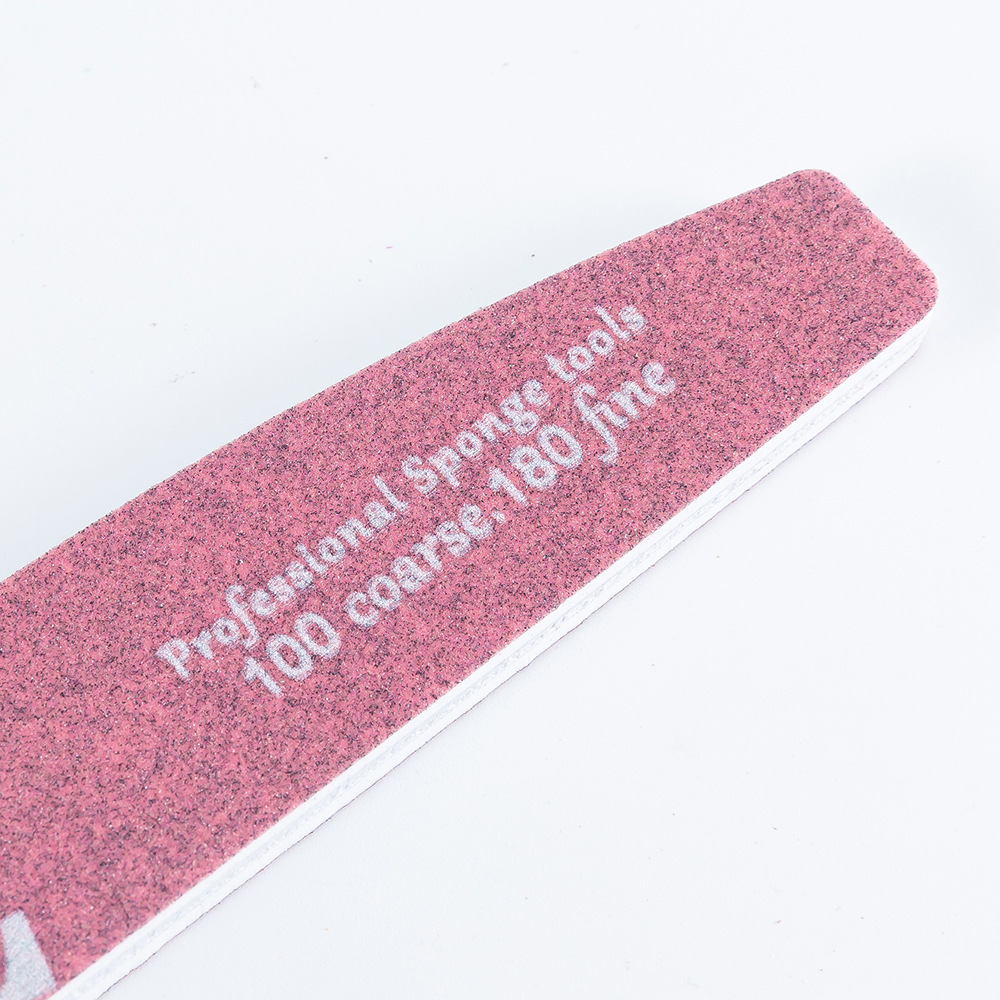 Professional Sponge tools
100 coarse, 180 fine